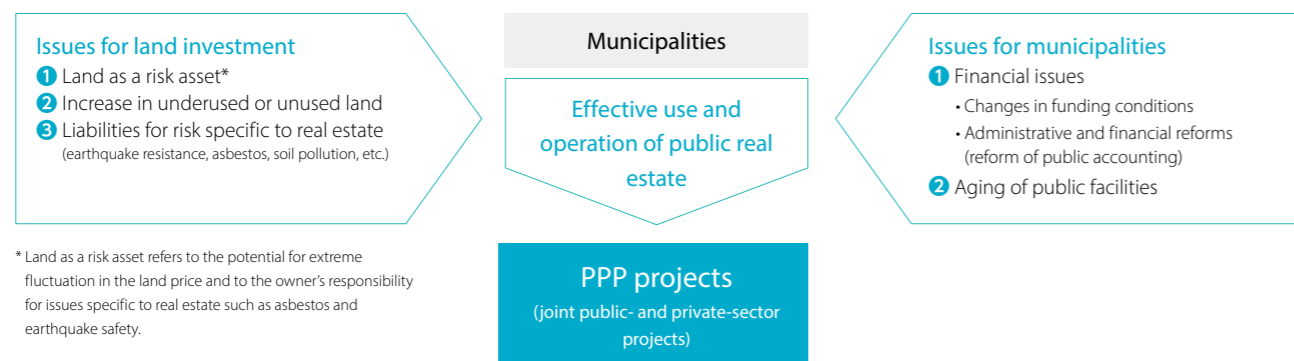 Issues for land investment
❶ Land as a risk asset*
❷ Increase in underused or unused land
❸ Liabilities for risk specific to real estate
(earthquake resistance, asbestos, soil pollution, etc.)
* Land as a risk asset refers to the potential for extreme
fluctuation in the land price and to the owner's responsibility
for issues specific to real estate such as asbestos and
earthquake safety.
Municipalities
Effective use and
operation of public real
estate
PPP projects
(joint public- and private-sector
projects)
Issues for municipalities
❶ Financial issues
• Changes in funding conditions
• Administrative and financial reforms
(reform of public accounting)
❷ Aging of public facilities